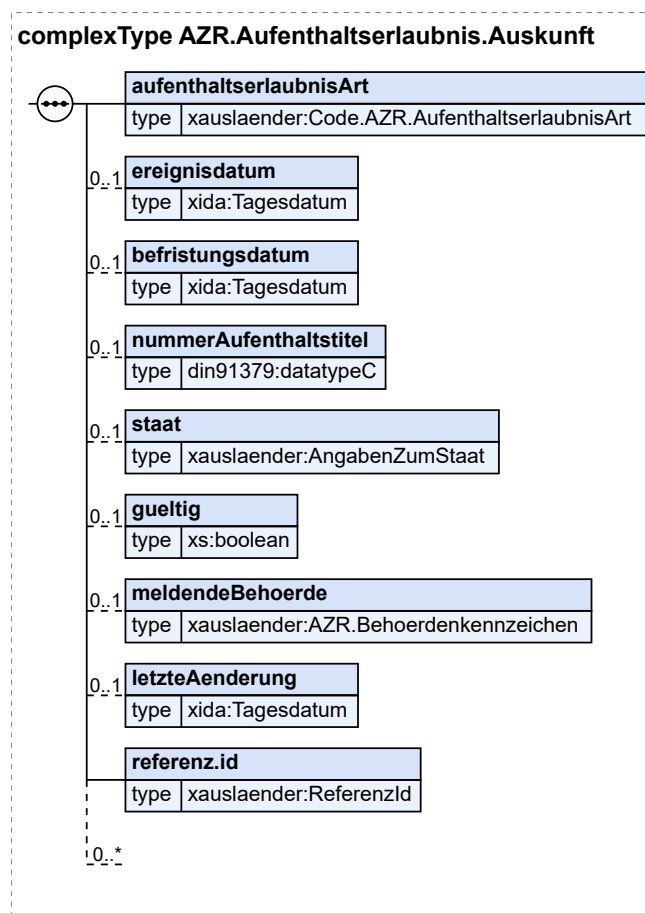 complexType AZR.Aufenthaltserlaubnis.Auskunft
aufenthaltserlaubnisArt
type xauslaender:Code.AZR.AufenthaltserlaubnisArt
0..1 ereignisdatum
type xida:Tagesdatum
0..1 befristungsdatum
type xida:Tagesdatum
0..1 nummerAufenthaltstitel
type din91379:datatypeC
0..1 staat
type xauslaender:AngabenZumStaat
0..1 gueltig
type xs:boolean
0..1 meldendeBehoerde
type xauslaender:AZR.Behoerdenkennzeichen
0..1 letzteAenderung
type xida:Tagesdatum
referenz.id
type xauslaender:ReferenzId
0..*